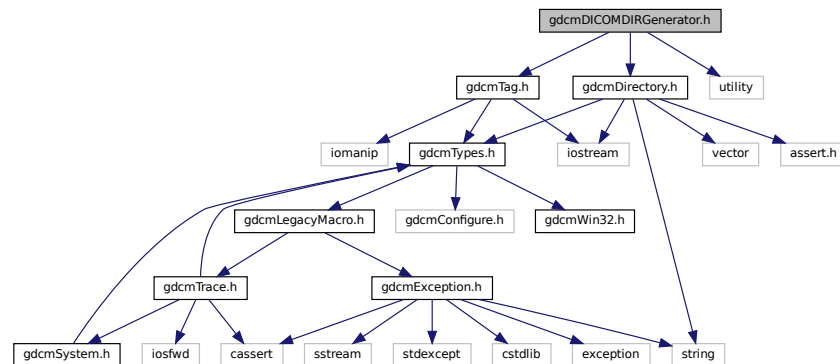 gdcmDICOMDIRGenerator.h
gdcmTag.h
gdcmDirectory.h
utility
iomanip
gdcmTypes.h
iostream
vector
assert.h
gdcmLegacyMacro.h
gdcmConfigure.h
gdcmWin32.h
gdcmTrace.h
gdcmException.h
gdcmSystem.h
iosfwd
cassert
sstream
stdexcept
cstdlib
exception
string